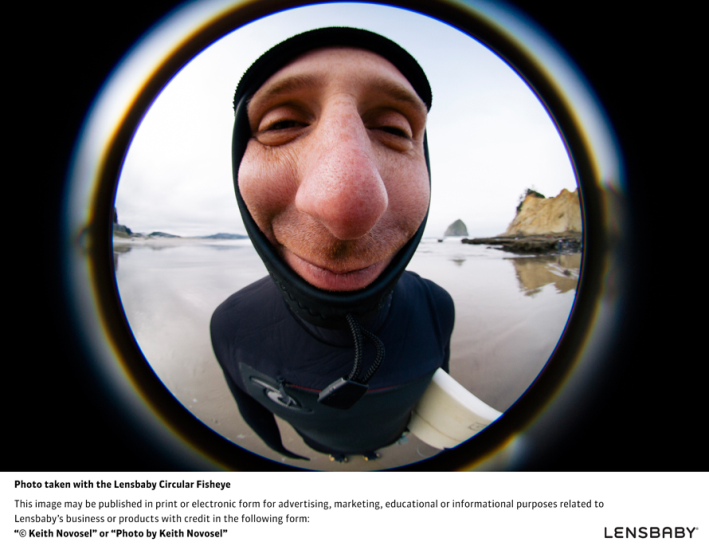 Photo taken with the Lensbaby Circular Fisheye
This image may be published in print or electronic form for advertising, marketing, educational or informational purposes related to
Lensbaby's business or products with credit in the following form:
“© Keith Novosel” or “Photo by Keith Novosel”
LENSBABY®